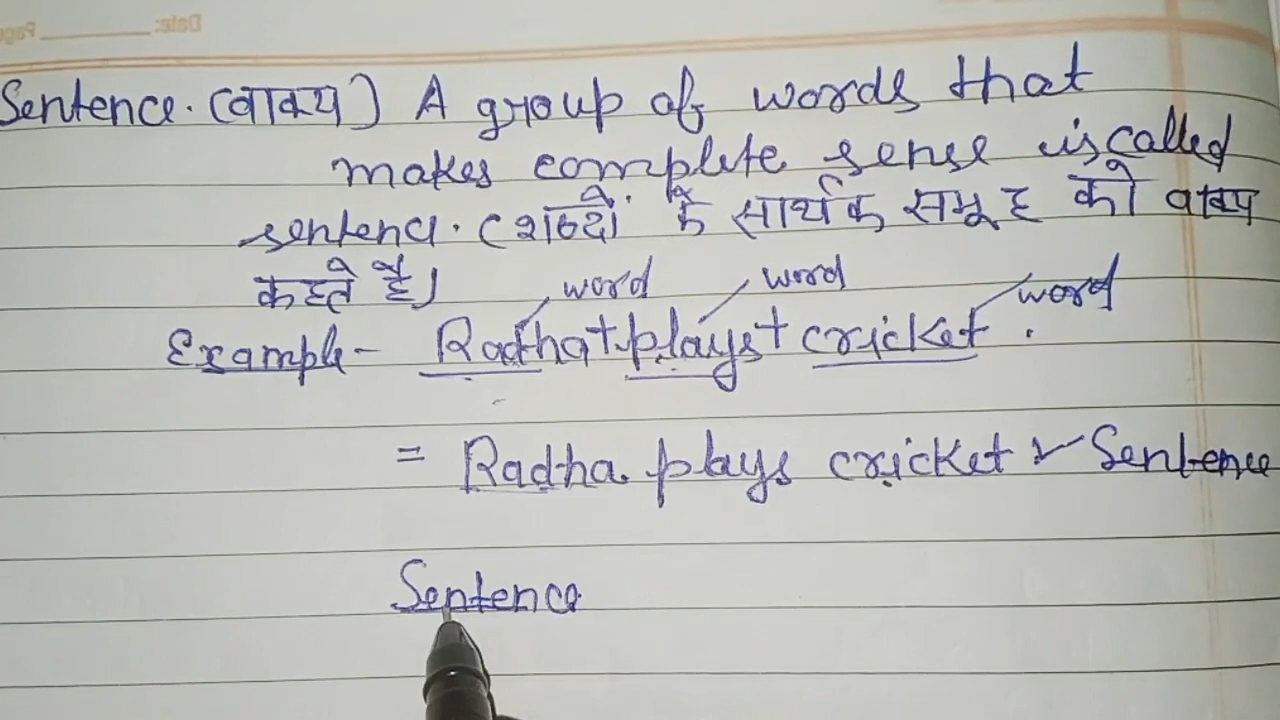 Sentence. (वाक्य) A group of words that
makes complete sense is called
sentence. (शब्दों के सार्थक समूह को वाक्य
कहते है।
word word word
Example- Radha + plays + cricket.
= Radha plays cricket ✓ Sentence
Sentence